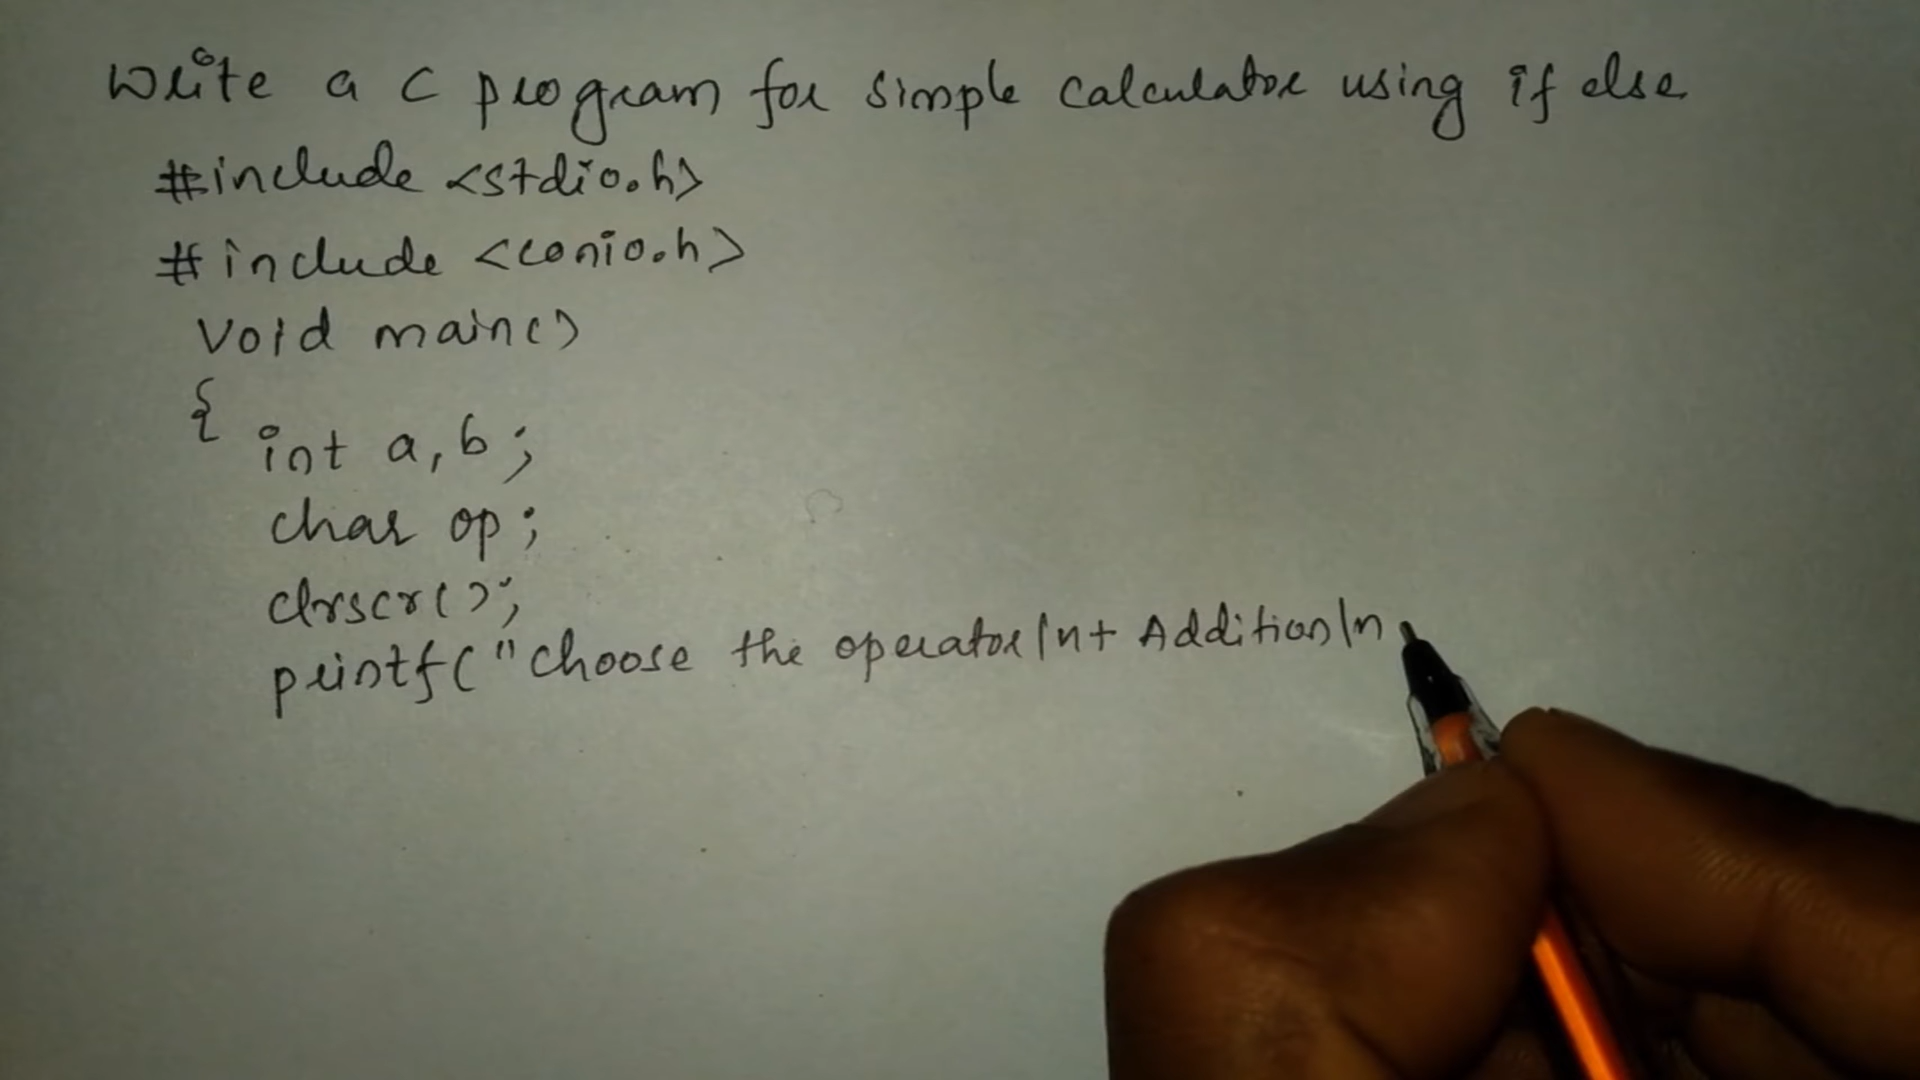 Write a C program for simple calculator using if else
#include <stdio.h>
#include <conio.h>
void main()
{
int a, b;
char op;
clrscr();
printf("Choose the operator\n+ Addition\n